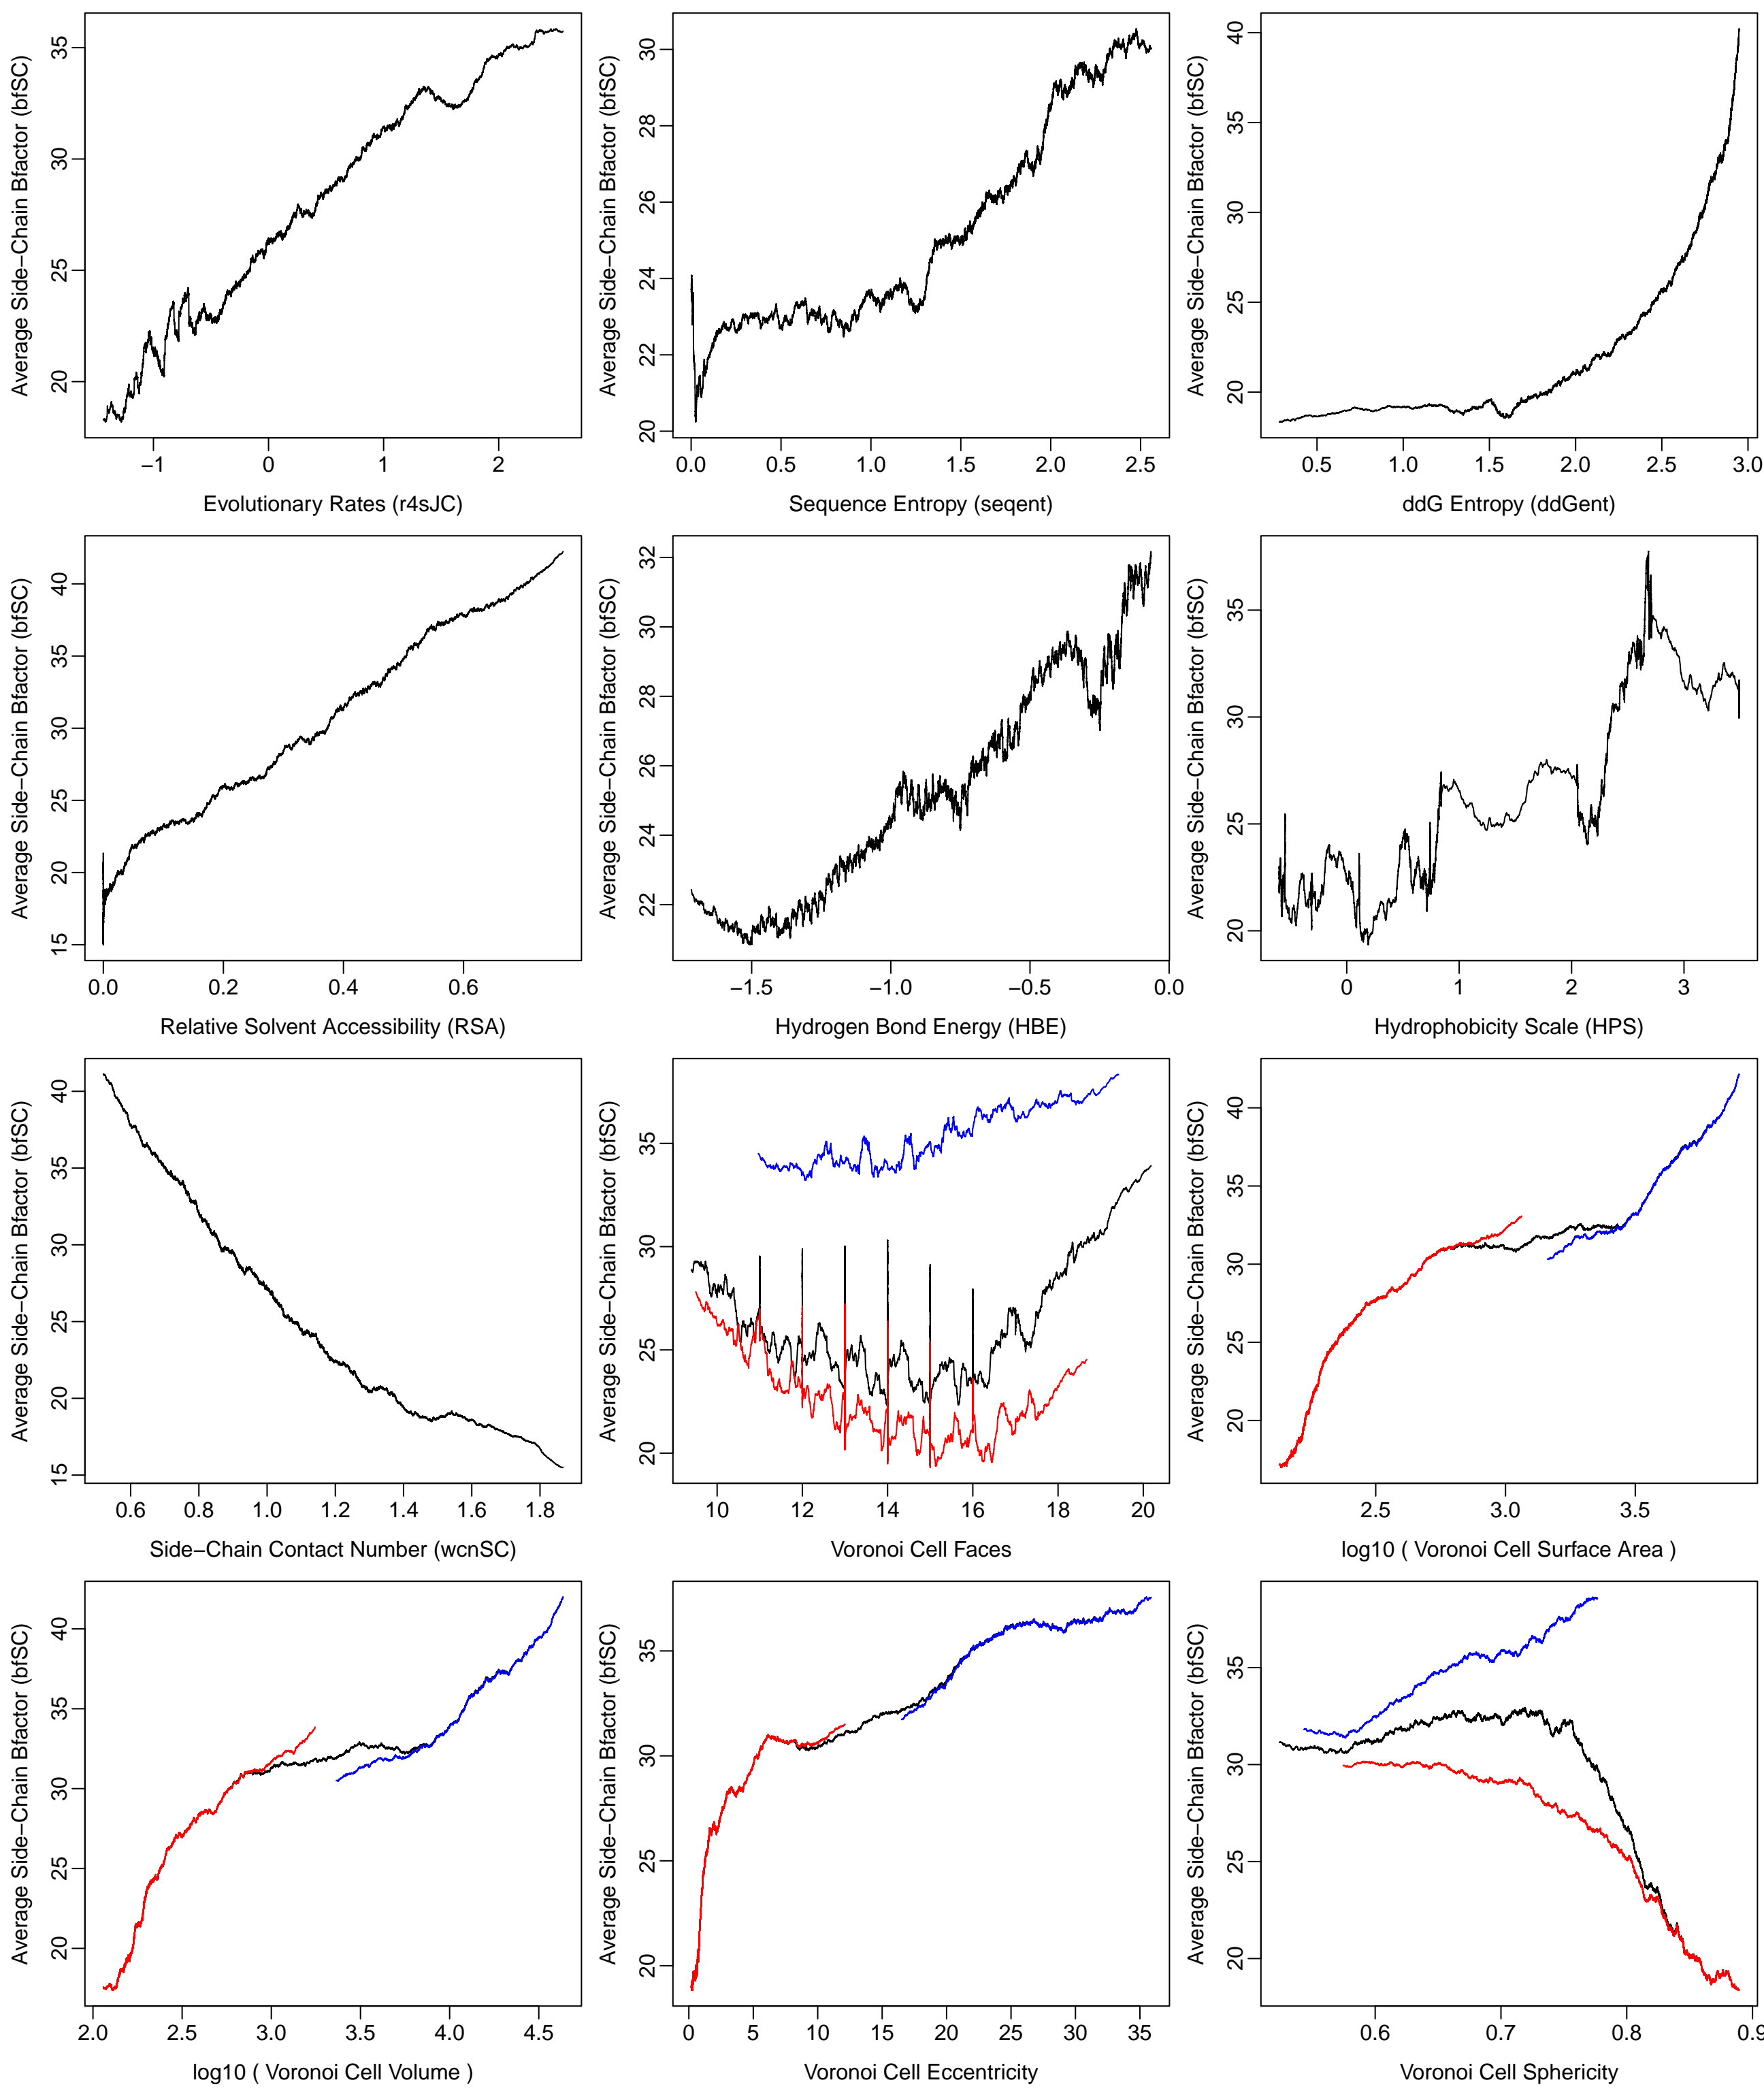 Average Side−Chain Bfactor (bfSC)
35
30
25
20
−1 0 1 2
Evolutionary Rates (r4sJC)
Average Side−Chain Bfactor (bfSC)
30
28
26
24
22
20
0.0 0.5 1.0 1.5 2.0 2.5
Sequence Entropy (seqent)
Average Side−Chain Bfactor (bfSC)
40
35
30
25
20
0.5 1.0 1.5 2.0 2.5 3.0
ddG Entropy (ddGent)
Average Side−Chain Bfactor (bfSC)
40
35
30
25
20
15
0.0 0.2 0.4 0.6
Relative Solvent Accessibility (RSA)
Average Side−Chain Bfactor (bfSC)
32
30
28
26
24
22
−1.5 −1.0 −0.5 0.0
Hydrogen Bond Energy (HBE)
Average Side−Chain Bfactor (bfSC)
35
30
25
20
0 1 2 3
Hydrophobicity Scale (HPS)
Average Side−Chain Bfactor (bfSC)
40
35
30
25
20
15
0.6 0.8 1.0 1.2 1.4 1.6 1.8
Side−Chain Contact Number (wcnSC)
Average Side−Chain Bfactor (bfSC)
35
30
25
20
10 12 14 16 18 20
Voronoi Cell Faces
Average Side−Chain Bfactor (bfSC)
40
35
30
25
20
2.5 3.0 3.5
log10 ( Voronoi Cell Surface Area )
Average Side−Chain Bfactor (bfSC)
40
35
30
25
20
2.0 2.5 3.0 3.5 4.0 4.5
log10 ( Voronoi Cell Volume )
Average Side−Chain Bfactor (bfSC)
35
30
25
20
0 5 10 15 20 25 30 35
Voronoi Cell Eccentricity
Average Side−Chain Bfactor (bfSC)
35
30
25
20
0.6 0.7 0.8 0.9
Voronoi Cell Sphericity